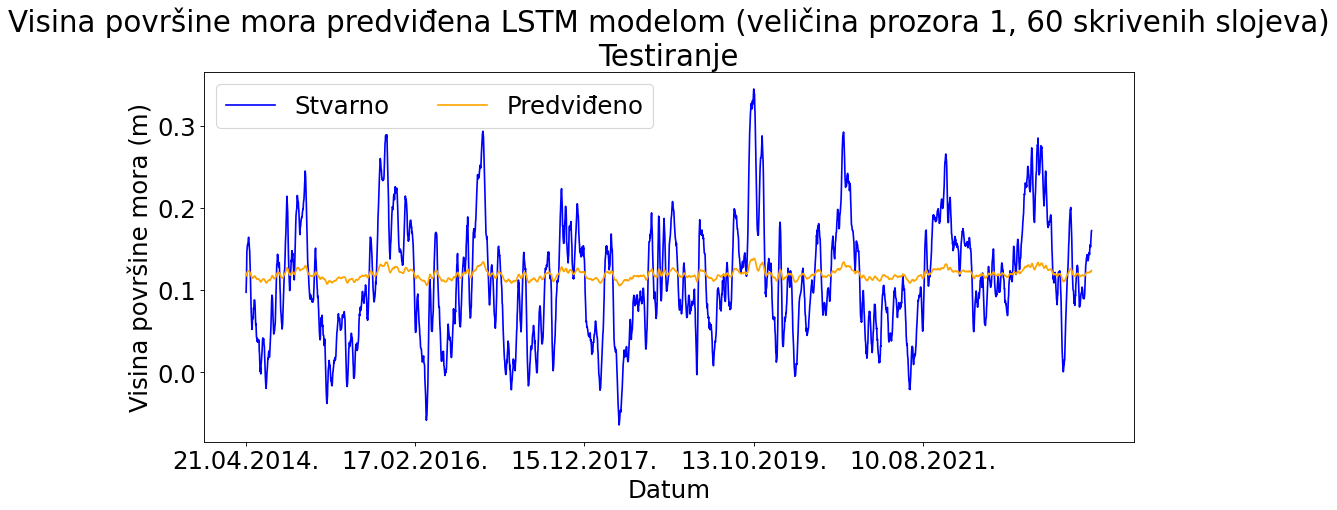 Visina površine mora predviđena LSTM modelom (veličina prozora 1, 60 skrivenih slojeva)
Testiranje
Stvarno
Predviđeno
Visina površine mora (m)
0.3
0.2
0.1
0.0
21.04.2014.
17.02.2016.
15.12.2017.
13.10.2019.
10.08.2021.
Datum